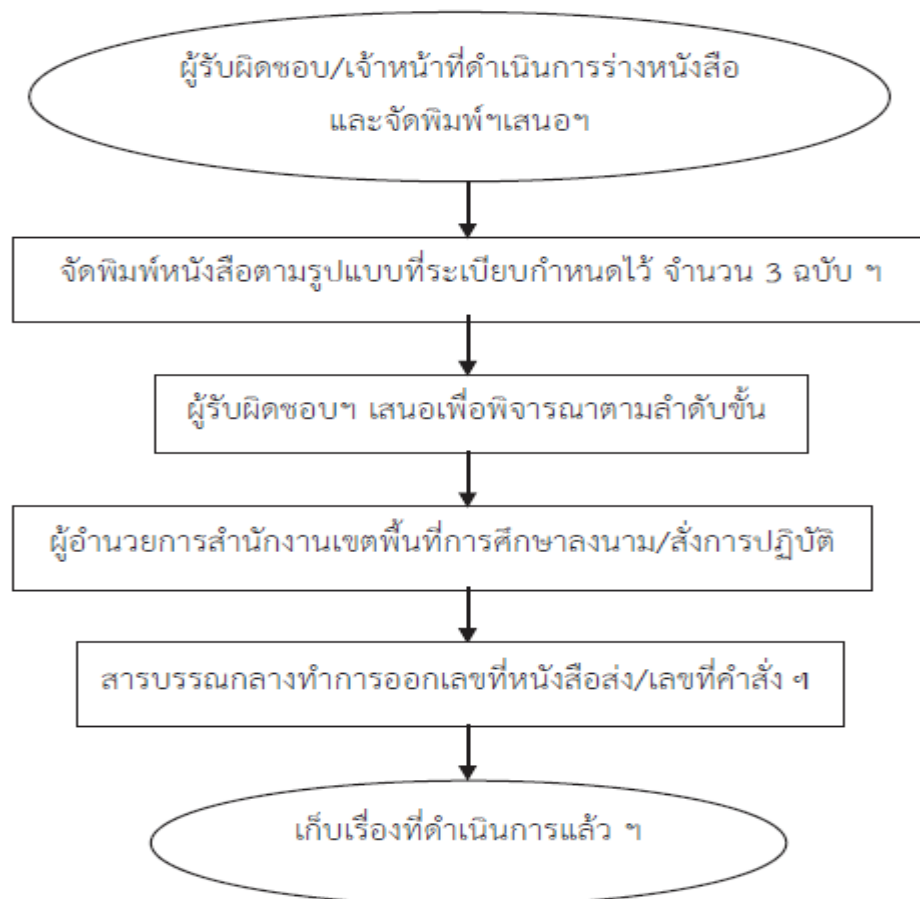 ผู้รับผิดชอบ/เจ้าหน้าที่ดำเนินการร่างหนังสือ
และจัดพิมพ์ฯเสนอฯ
จัดพิมพ์หนังสือตามรูปแบบที่ระเบียบกำหนดไว้ จำนวน 3 ฉบับ ฯ
ผู้รับผิดชอบฯ เสนอเพื่อพิจารณาตามลำดับขั้น
ผู้อำนวยการสำนักงานเขตพื้นที่การศึกษาลงนาม/สั่งการปฏิบัติ
สารบรรณกลางทำการออกเลขที่หนังสือส่ง/เลขที่คำสั่ง ฯ
เก็บเรื่องที่ดำเนินการแล้ว ฯ